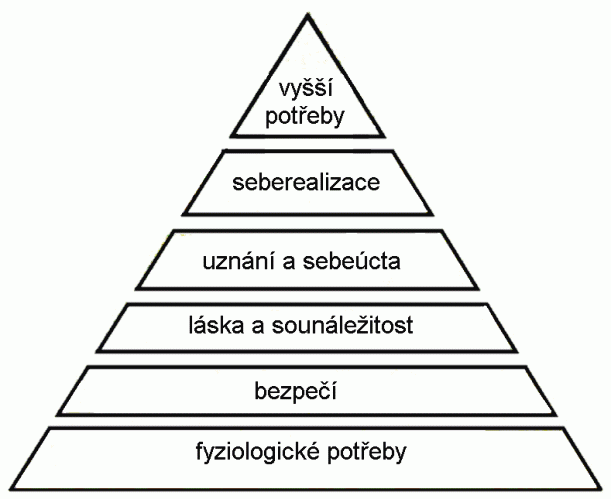 vyšší
potřeby
seberealizace
uznání a sebeúcta
láska a sounáležitost
bezpečí
fyziologické potřeby